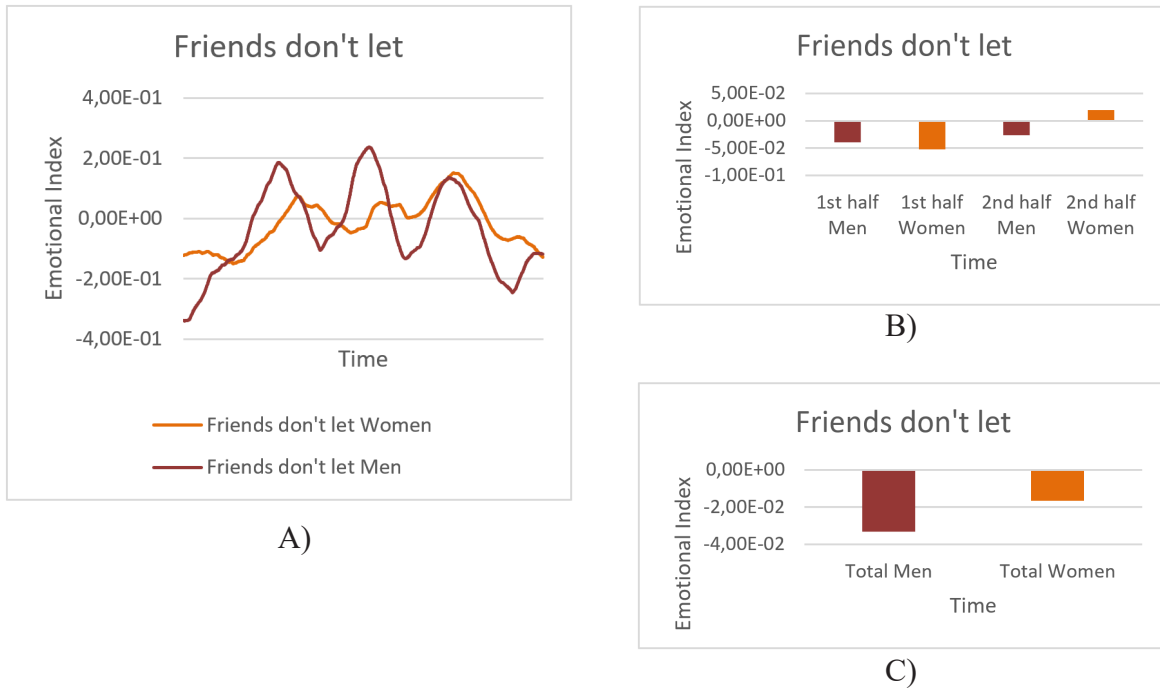 Friends don't let
4,00E-01
2,00E-01
0,00E+00
-2,00E-01
-4,00E-01
Emotional Index
Time
Friends don't let Women
Friends don't let Men
A)
Friends don't let
5,00E-02
0,00E+00
-5,00E-02
-1,00E-01
Emotional Index
1st half 1st half 2nd half 2nd half
Men Women Men Women
Time
B)
Friends don't let
0,00E+00
-2,00E-02
-4,00E-02
Emotional Index
Total Men Total Women
Time
C)